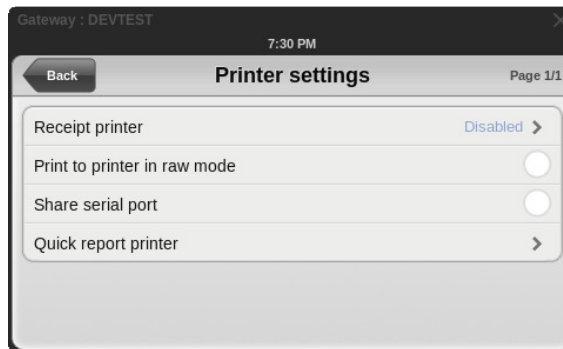 Gateway : DEVTEST
7:30 PM
Back
Printer settings
Page 1/1
Receipt printer
Disabled
Print to printer in raw mode
Share serial port
Quick report printer